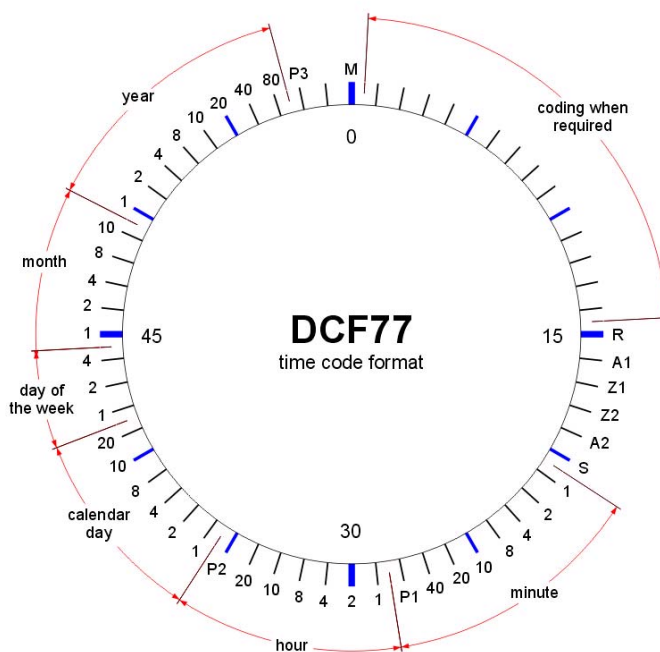 M
0
coding when
required
15
R
A1
Z1
Z2
A2
S
1
2
4
8
10
20
40
P1
minute
30
1
2
4
8
10
20
P2
hour
1
2
4
8
10
20
calendar
day
1
2
4
day of
the week
45
1
2
4
8
10
month
1
2
4
8
10
20
40
80
year
P3
DCF77
time code format